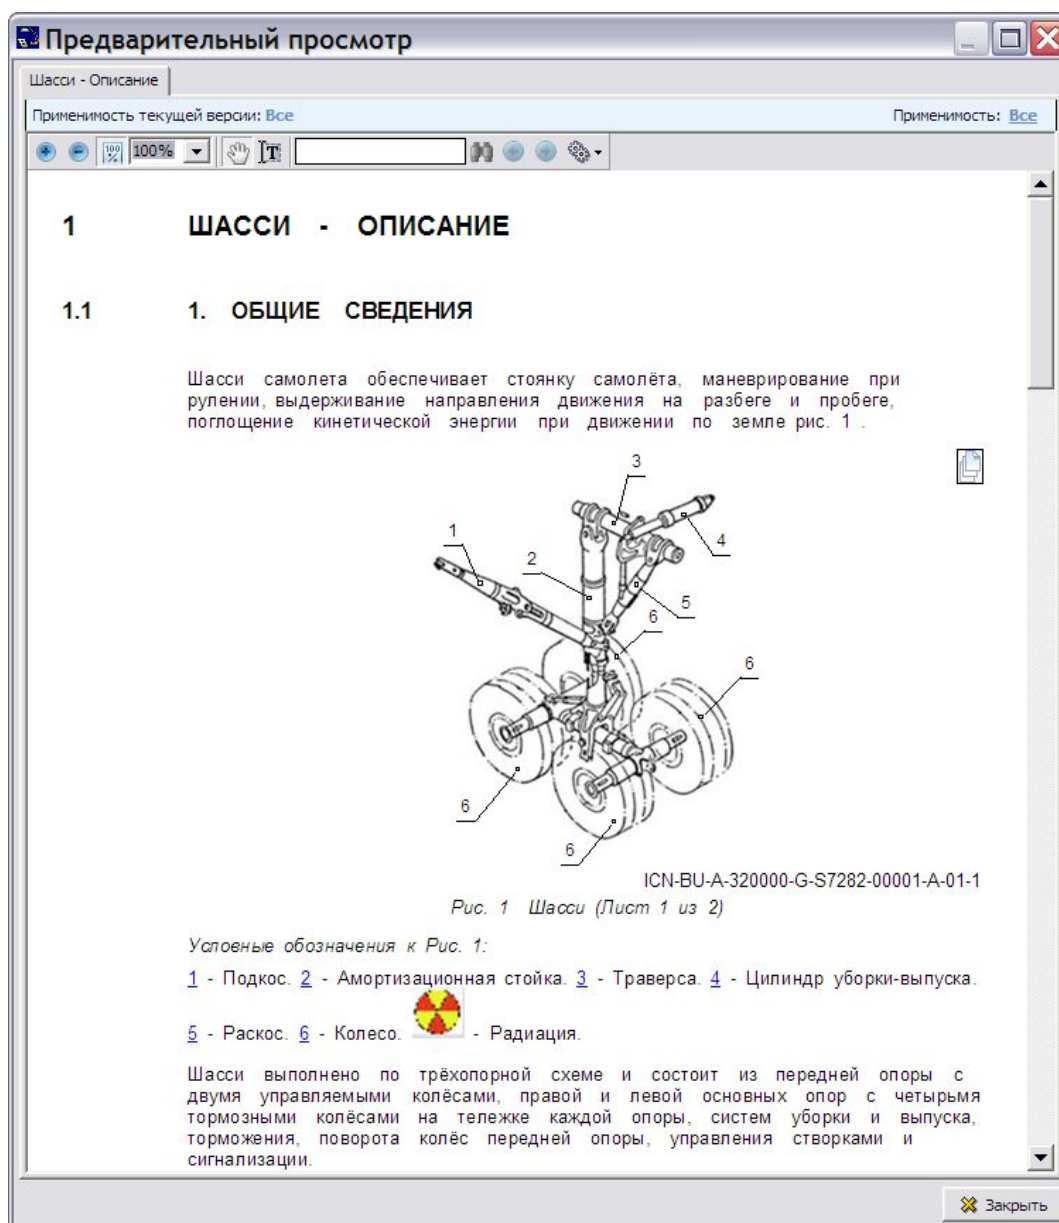 Предварительный просмотр
Шасси - Описание
Применимость текущей версии: Все
Применимость: Все
100%
100%
T
1 ШАССИ - ОПИСАНИЕ
1.1 1. ОБЩИЕ СВЕДЕНИЯ
Шасси самолета обеспечивает стоянку самолёта, маневрирование при
рулении, выдерживание направления движения на разбеге и пробеге,
поглощение кинетической энергии при движении по земле рис. 1 .
3
1
4
2
5
6
6
6
6
ICN-BU-A-320000-G-S7282-00001-A-01-1
Рис. 1 Шасси (Лист 1 из 2)
Условные обозначения к Рис. 1:
1 - Подкос. 2 - Амортизационная стойка. 3 - Траверса. 4 - Цилиндр уборки-выпуска.
5 - Раскос. 6 - Колесо. - Радиация.
Шасси выполнено по трёхопорной схеме и состоит из передней опоры с
двумя управляемыми колёсами, правой и левой основных опор с четырьмя
тормозными колёсами на тележке каждой опоры, систем уборки и выпуска,
торможения, поворота колёс передней опоры, управления створками и
сигнализации.
Закрыть